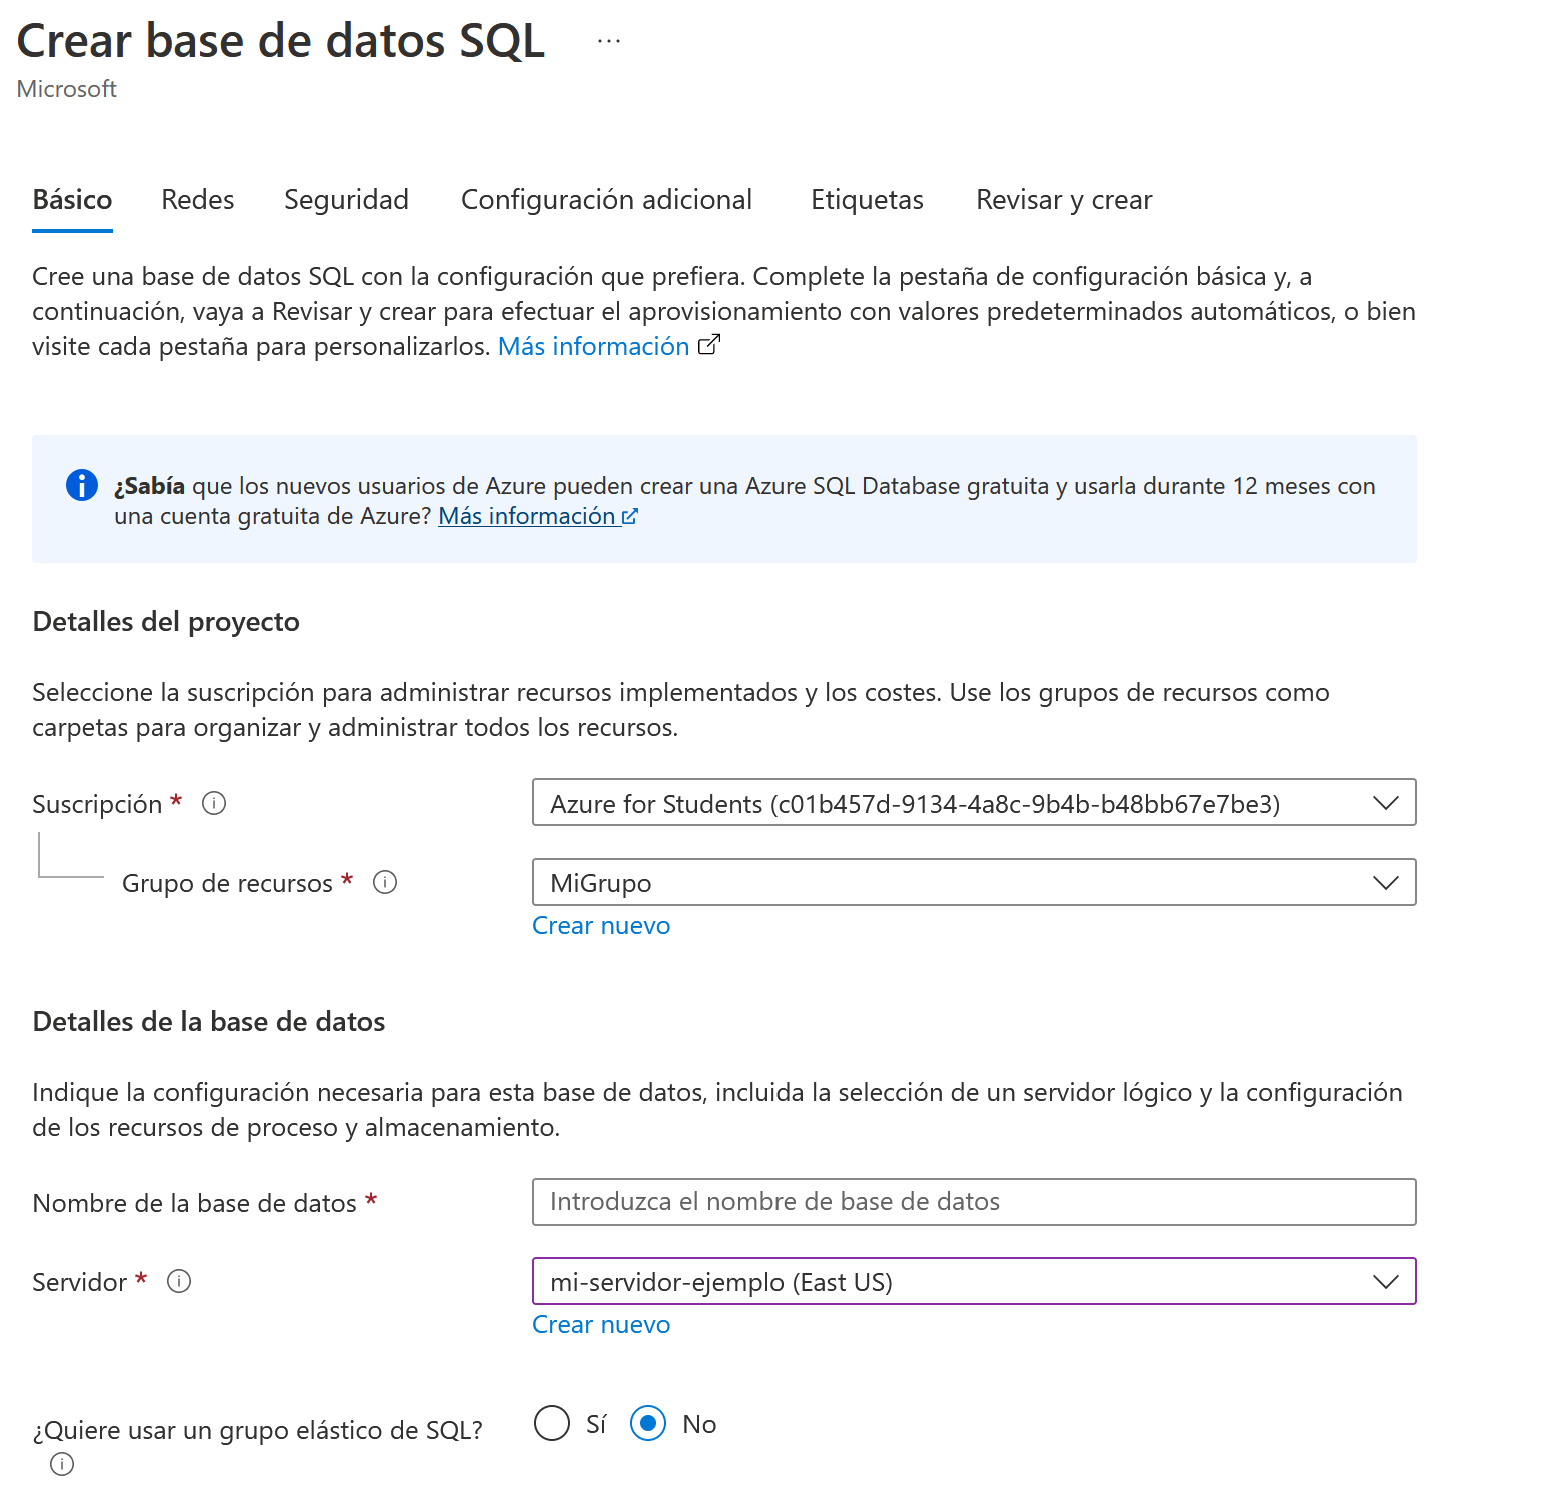 Crear base de datos SQL ...
Microsoft
Básico Redes Seguridad Configuración adicional Etiquetas Revisar y crear
Cree una base de datos SQL con la configuración que prefiera. Complete la pestaña de configuración básica y, a
continuación, vaya a Revisar y crear para efectuar el aprovisionamiento con valores predeterminados automáticos, o bien
visite cada pestaña para personalizarlos. Más información
¿Sabía que los nuevos usuarios de Azure pueden crear una Azure SQL Database gratuita y usarla durante 12 meses con
una cuenta gratuita de Azure? Más información
Detalles del proyecto
Seleccione la suscripción para administrar recursos implementados y los costes. Use los grupos de recursos como
carpetas para organizar y administrar todos los recursos.
Suscripción * Azure for Students (c01b457d-9134-4a8c-9b4b-b48bb67e7be3)
Grupo de recursos * MiGrupo
Crear nuevo
Detalles de la base de datos
Indique la configuración necesaria para esta base de datos, incluida la selección de un servidor lógico y la configuración
de los recursos de proceso y almacenamiento.
Nombre de la base de datos * Introduzca el nombre de base de datos
Servidor * mi-servidor-ejemplo (East US)
Crear nuevo
¿Quiere usar un grupo elástico de SQL? Sí No